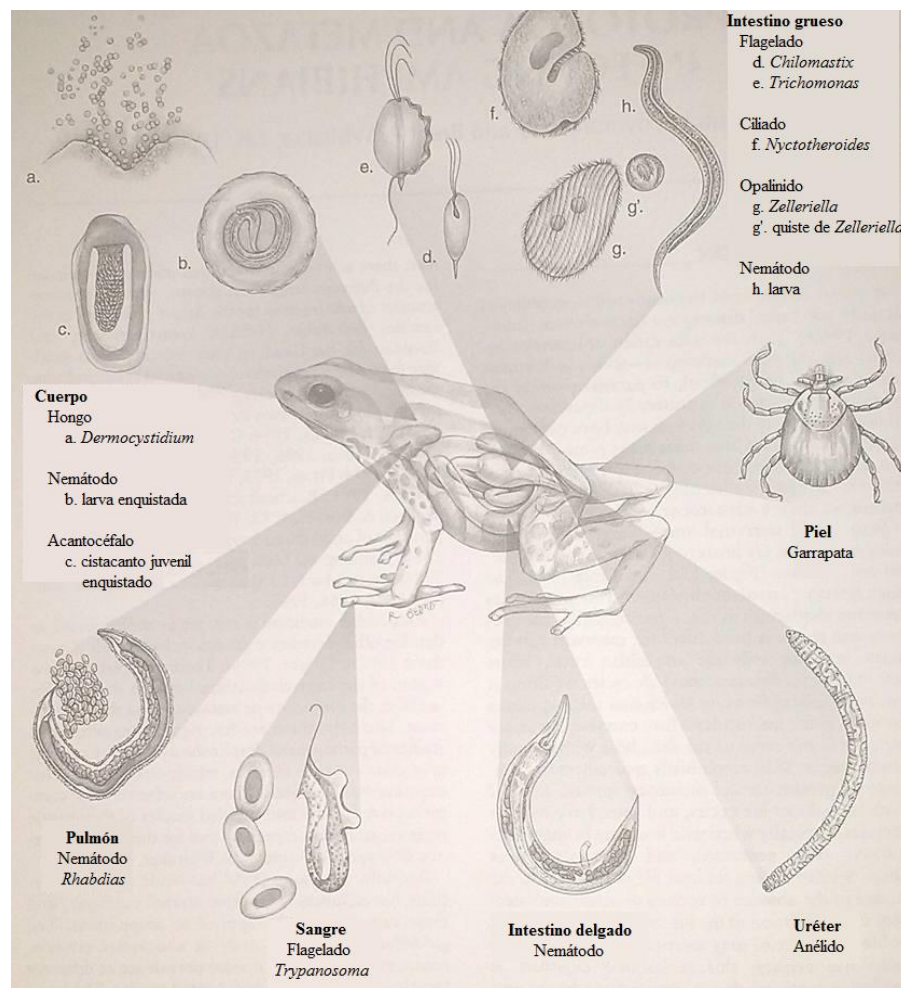 Intestino grueso
Flagelado
d. Chilomastix
e. Trichomonas
Ciliado
f. Nyctotheroides
Opalinido
g. Zelleriella
g'. quiste de Zelleriella
Nemátodo
h. larva
a.
b.
c.
d.
e.
f.
g.
g'.
h.
Cuerpo
Hongo
a. Dermocystidium
Nemátodo
b. larva enquistada
Acantocéfalo
c. cistacanto juvenil
enquistado
Piel
Garrapata
Pulmón
Nemátodo
Rhabdias
Sangre
Flagelado
Trypanosoma
Intestino delgado
Nemátodo
Uréter
Anélido